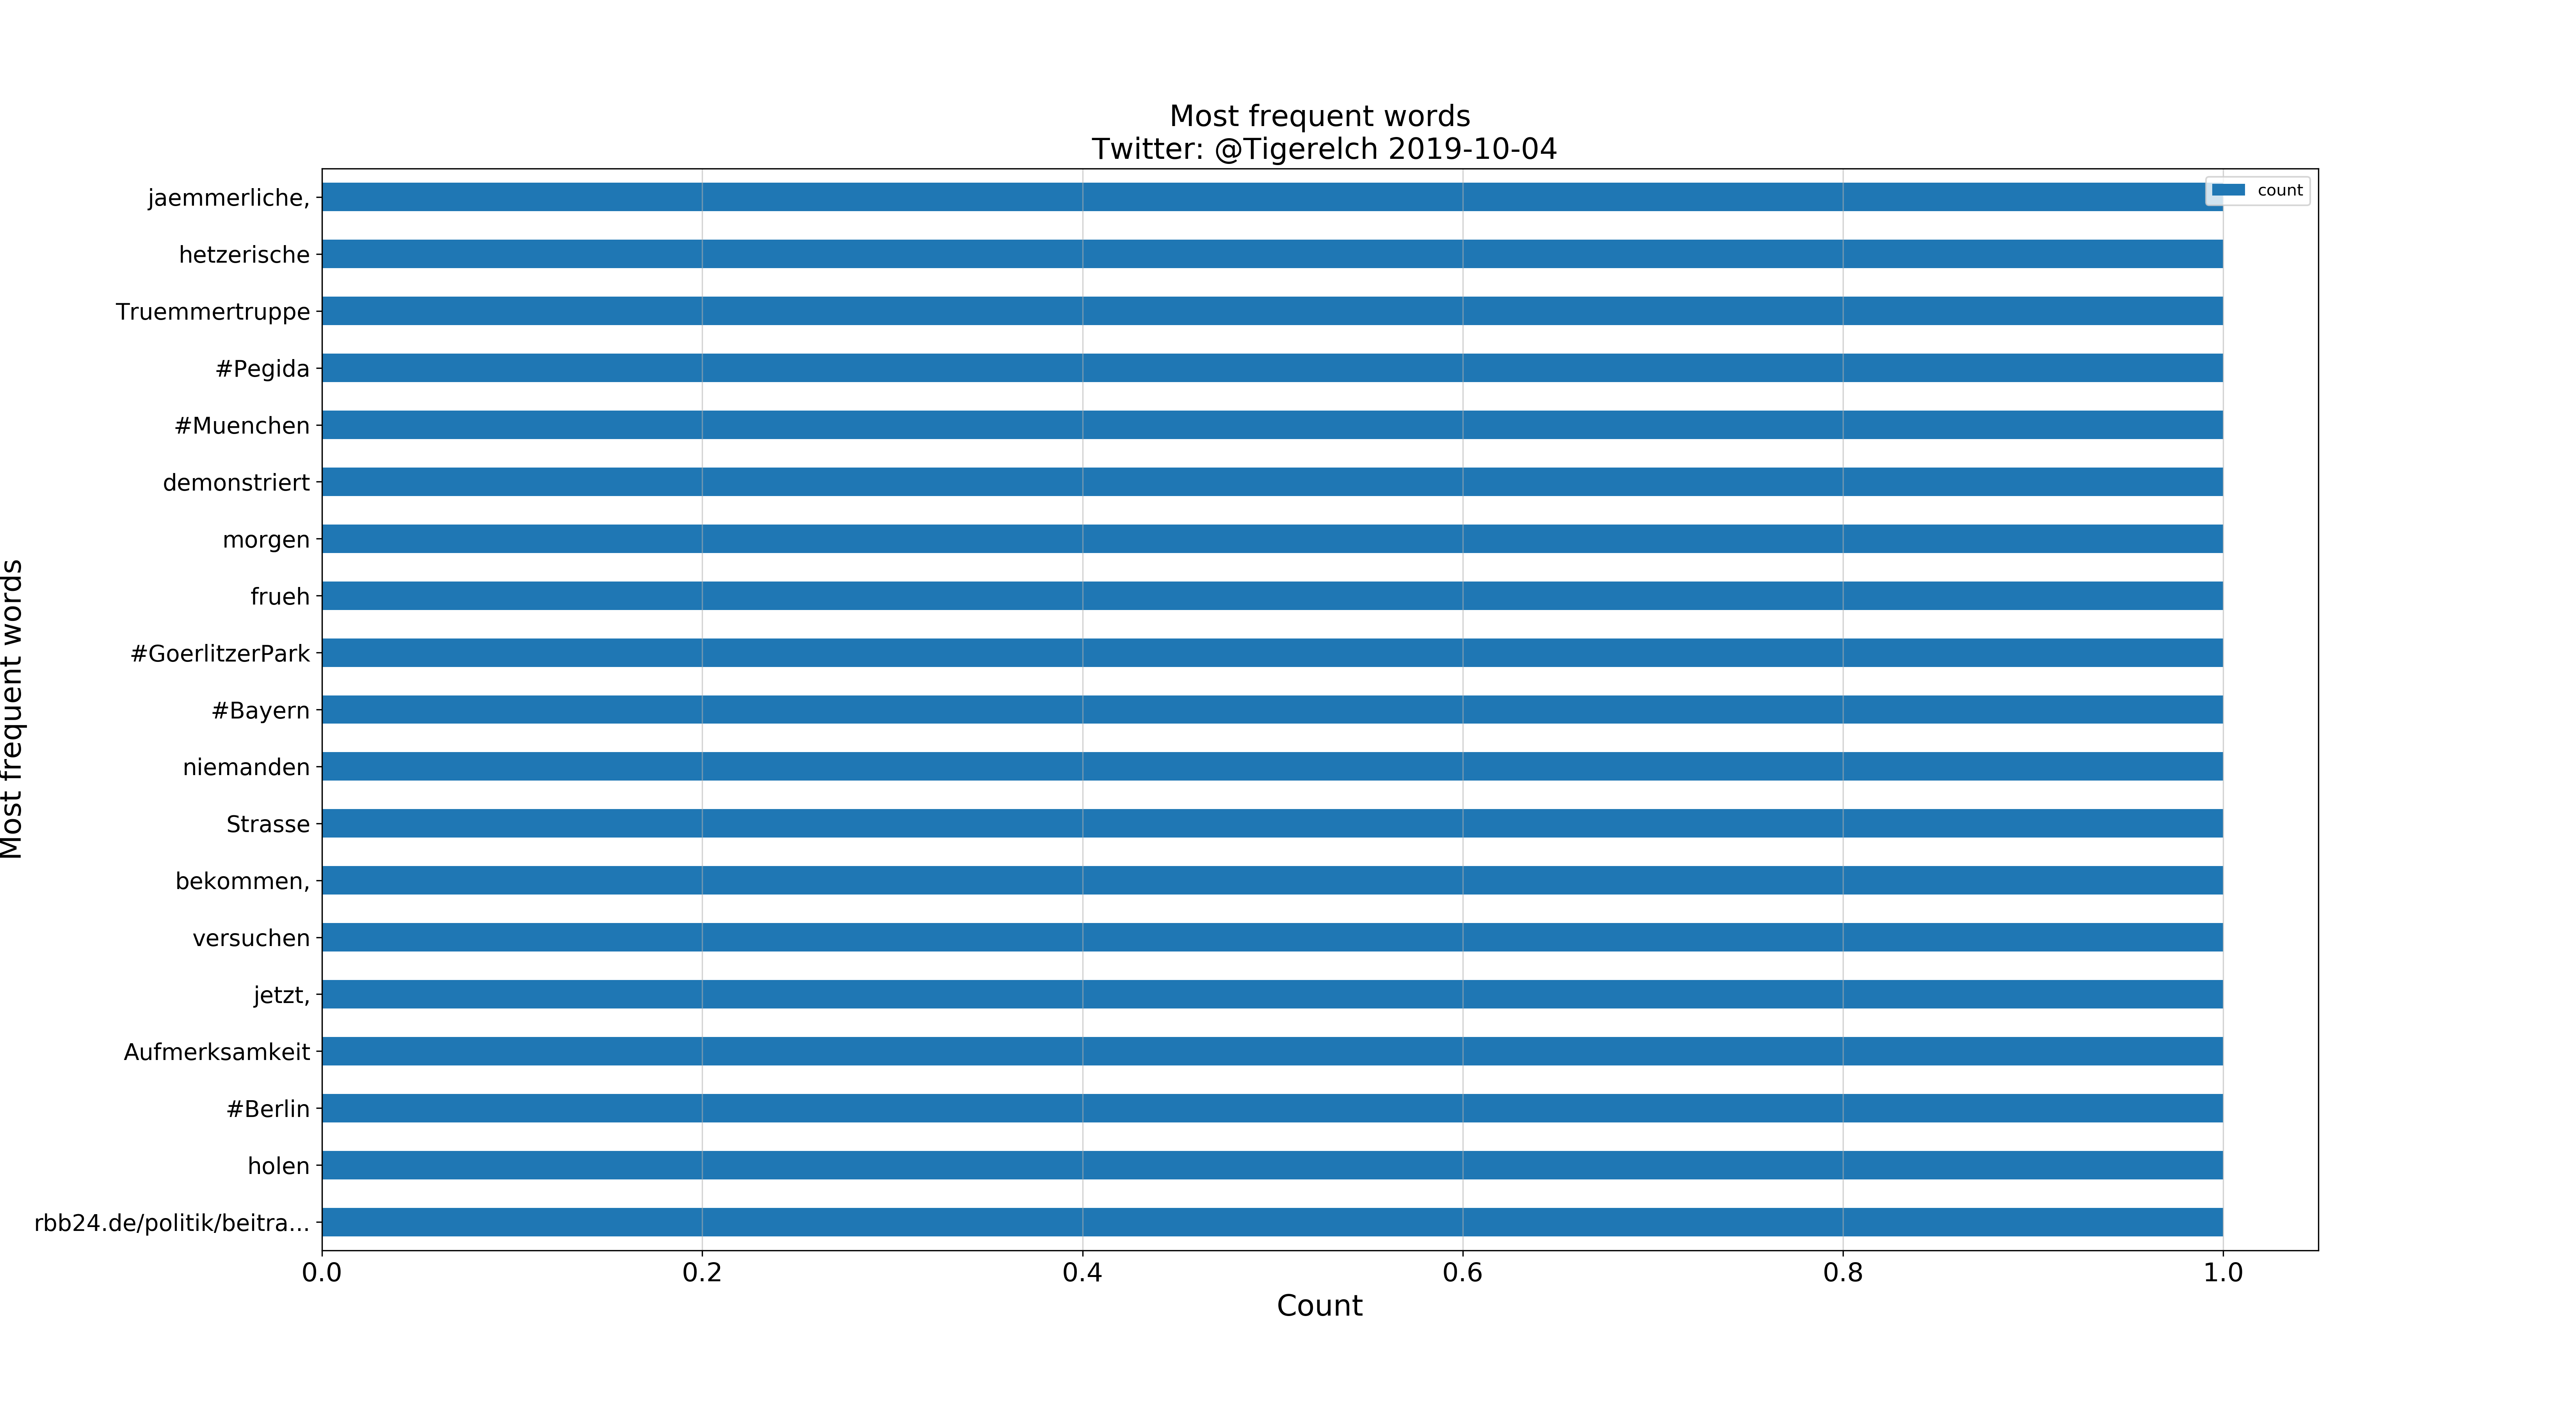 Most frequent words
Twitter: @Tigerelch 2019-10-04
count
jaemmerliche,
hetzerische
Truemmertruppe
#Pegida
#Muenchen
demonstriert
morgen
frueh
#GoerlitzerPark
#Bayern
niemanden
Strasse
bekommen,
versuchen
jetzt,
Aufmerksamkeit
#Berlin
holen
rbb24.de/politik/beitra...
Most frequent words
0.0 0.2 0.4 0.6 0.8 1.0
Count